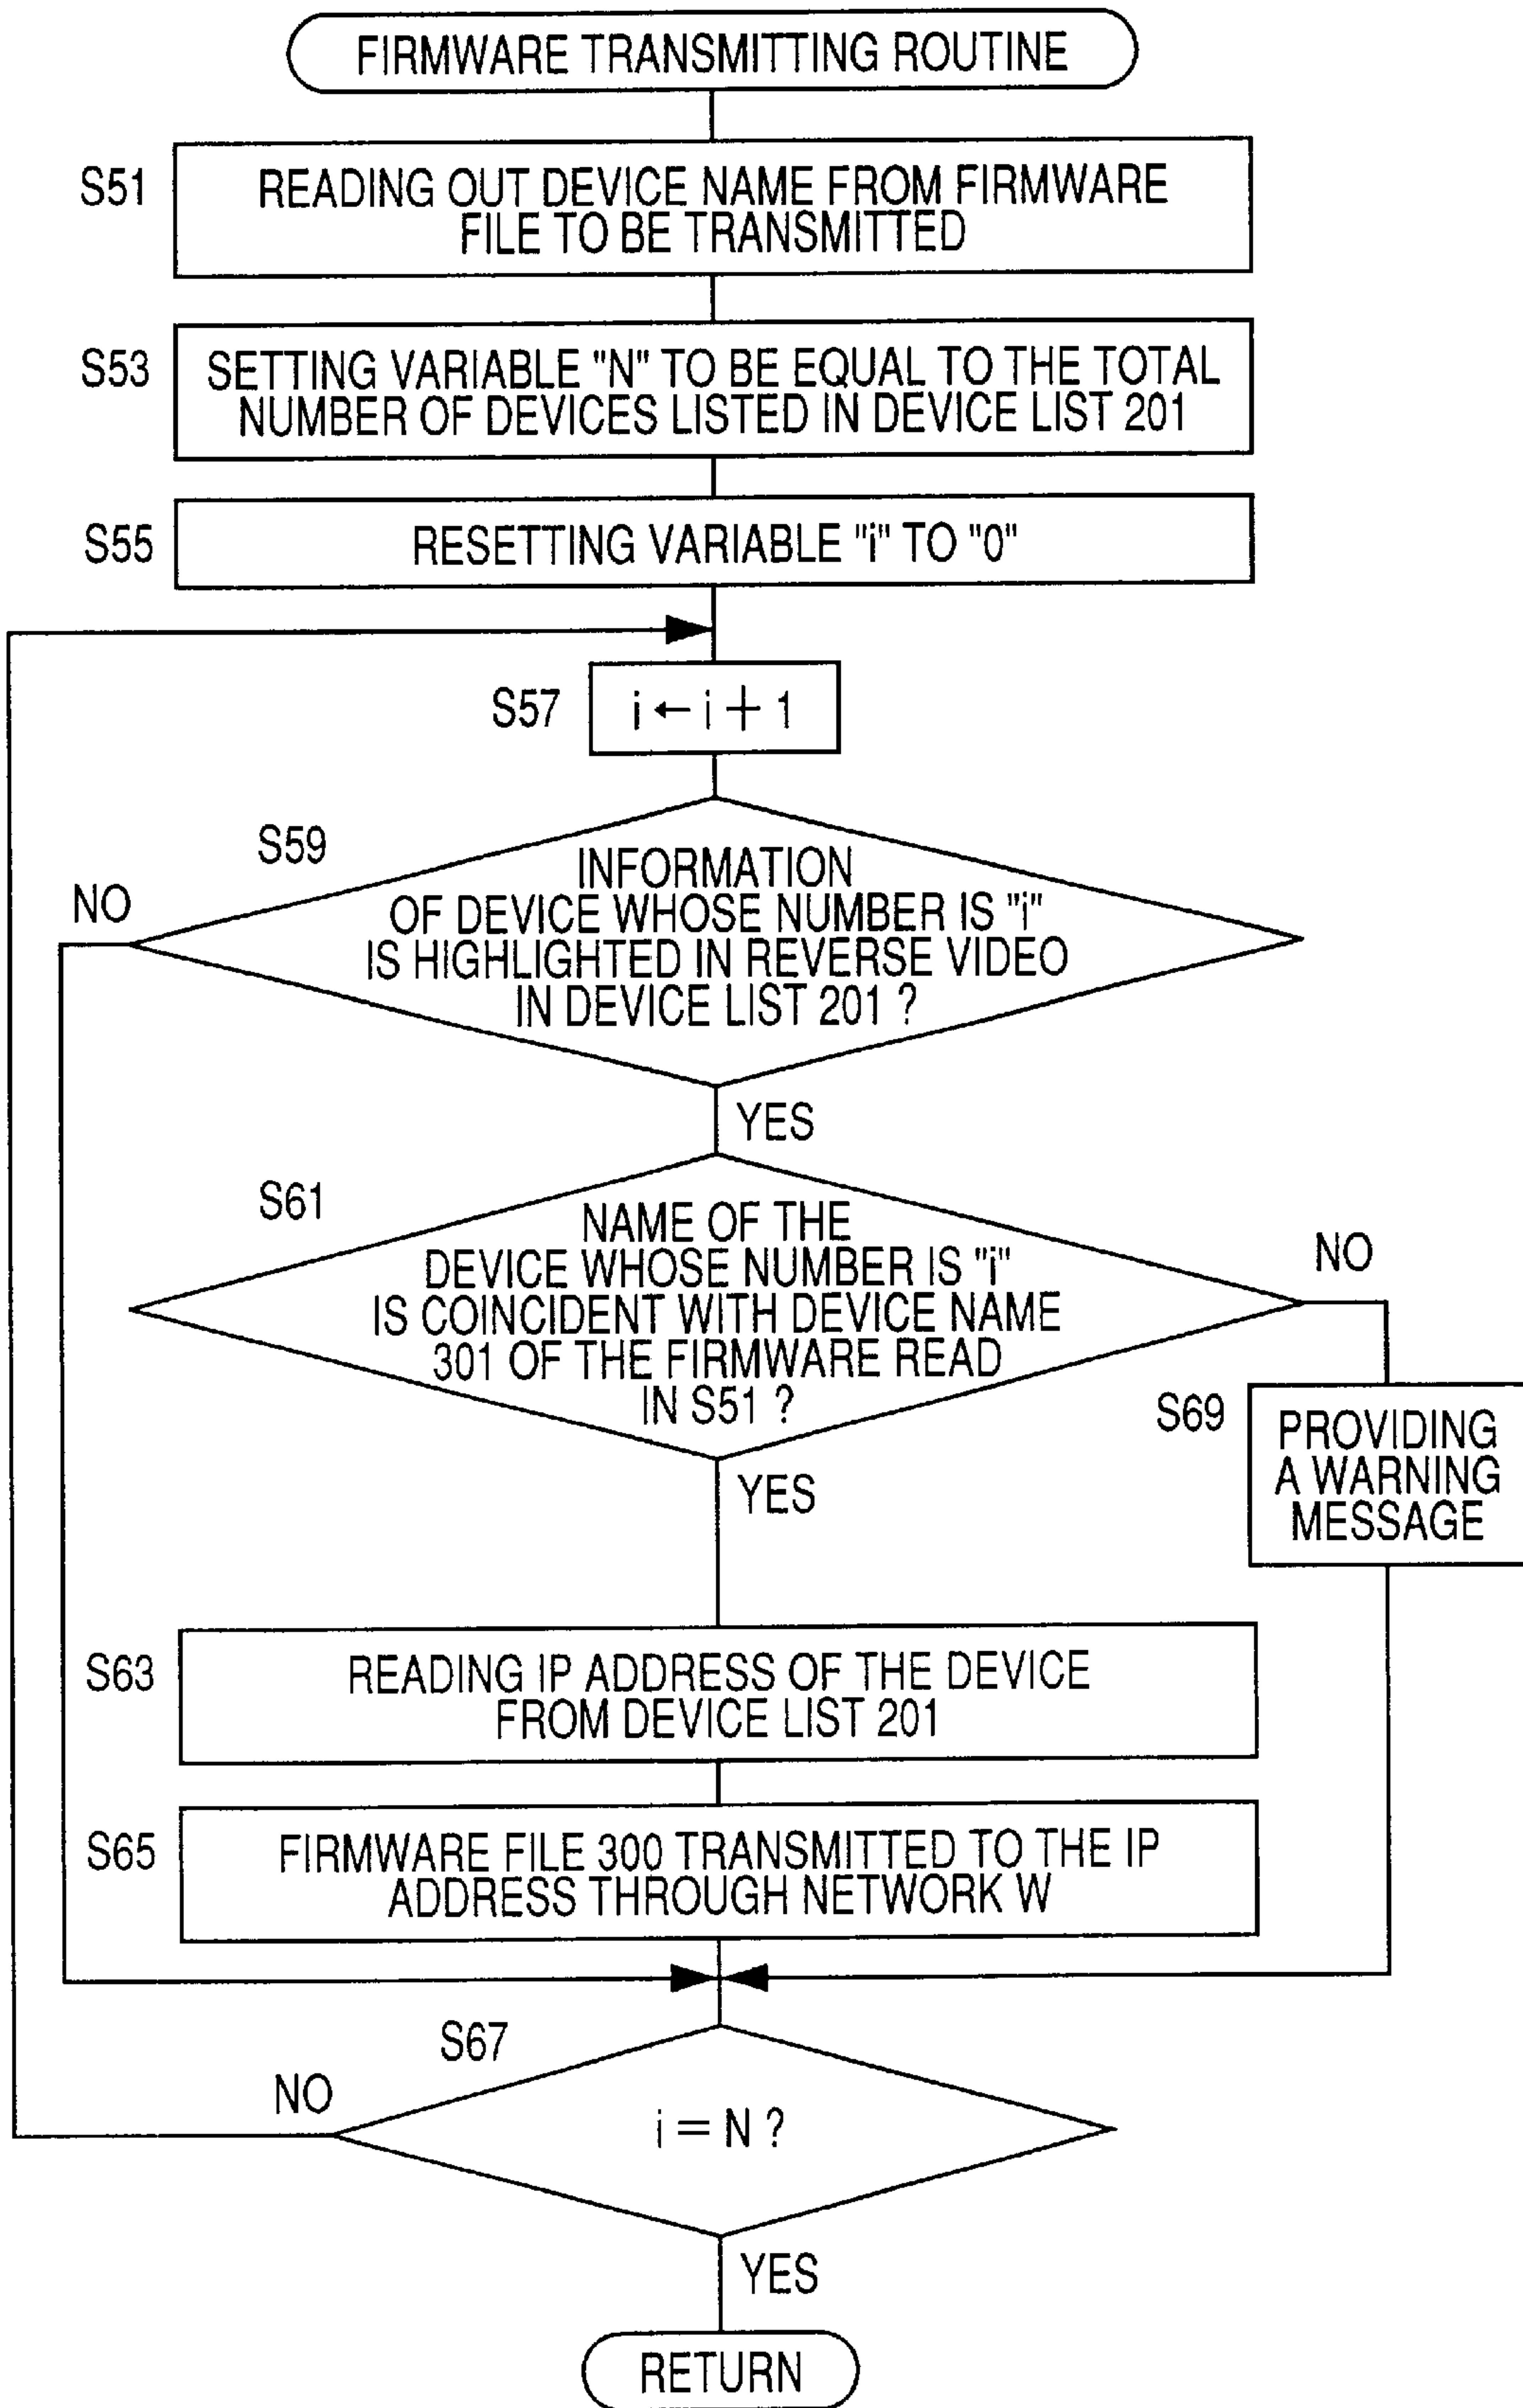 FIRMWARE TRANSMITTING ROUTINE
S51
READING OUT DEVICE NAME FROM FIRMWARE
FILE TO BE TRANSMITTED
S53
SETTING VARIABLE "N" TO BE EQUAL TO THE TOTAL
NUMBER OF DEVICES LISTED IN DEVICE LIST 201
S55
RESETTING VARIABLE "i" TO "0"
S57
i ← i + 1
S59
NO
INFORMATION
OF DEVICE WHOSE NUMBER IS "i"
IS HIGHLIGHTED IN REVERSE VIDEO
IN DEVICE LIST 201 ?
YES
S61
NAME OF THE
DEVICE WHOSE NUMBER IS "i"
IS COINCIDENT WITH DEVICE NAME
301 OF THE FIRMWARE READ
IN S51 ?
NO
YES
S69
PROVIDING
A WARNING
MESSAGE
S63
READING IP ADDRESS OF THE DEVICE
FROM DEVICE LIST 201
S65
FIRMWARE FILE 300 TRANSMITTED TO THE IP
ADDRESS THROUGH NETWORK W
S67
NO
i = N ?
YES
RETURN